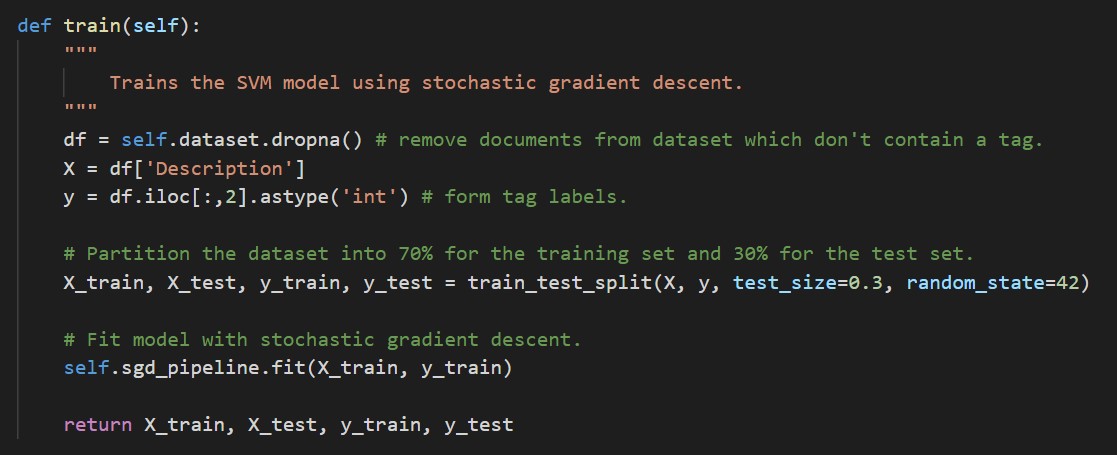 def train(self):
"""
Trains the SVM model using stochastic gradient descent.
"""
df = self.dataset.dropna() # remove documents from dataset which don't contain a tag.
X = df['Description']
y = df.iloc[:,2].astype('int') # form tag labels.
# Partition the dataset into 70% for the training set and 30% for the test set.
X_train, X_test, y_train, y_test = train_test_split(X, y, test_size=0.3, random_state=42)
# Fit model with stochastic gradient descent.
self.sgd_pipeline.fit(X_train, y_train)
return X_train, X_test, y_train, y_test